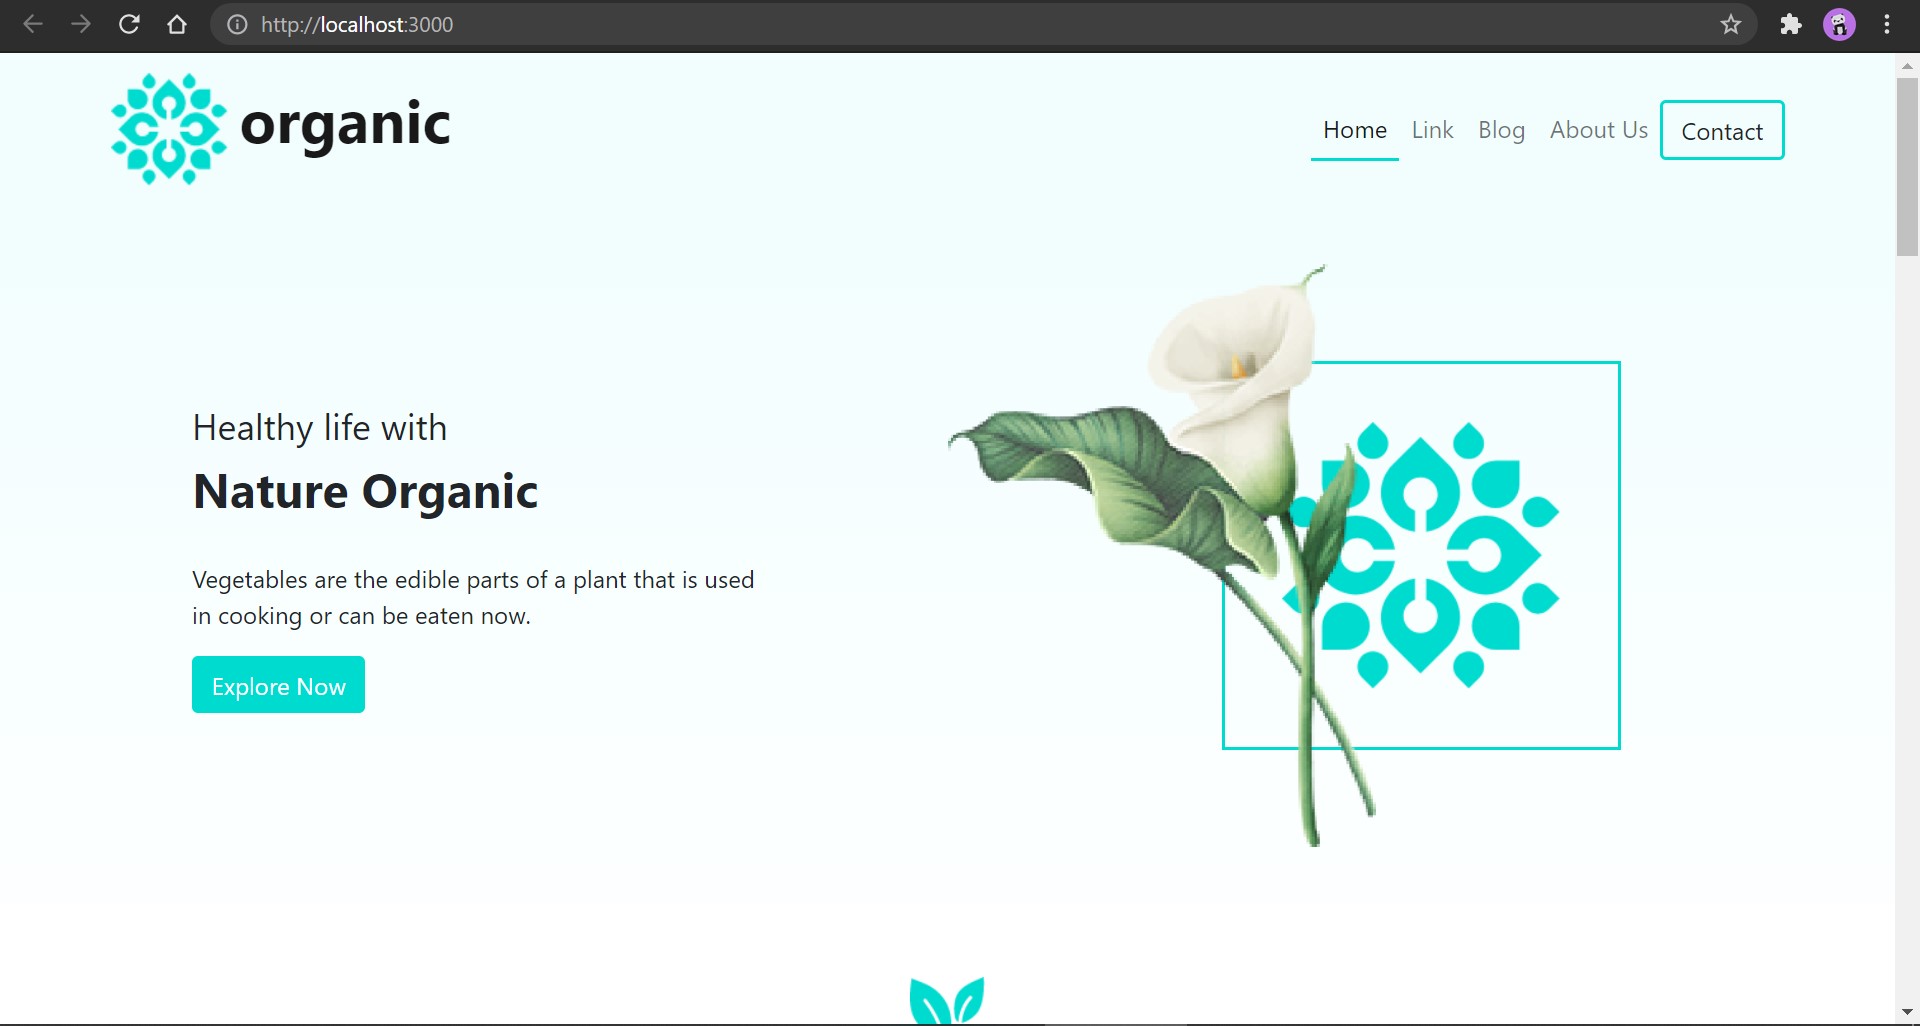 http://localhost:3000
organic
Home Link Blog About Us Contact
Healthy life with
Nature Organic
Vegetables are the edible parts of a plant that is used
in cooking or can be eaten now.
Explore Now